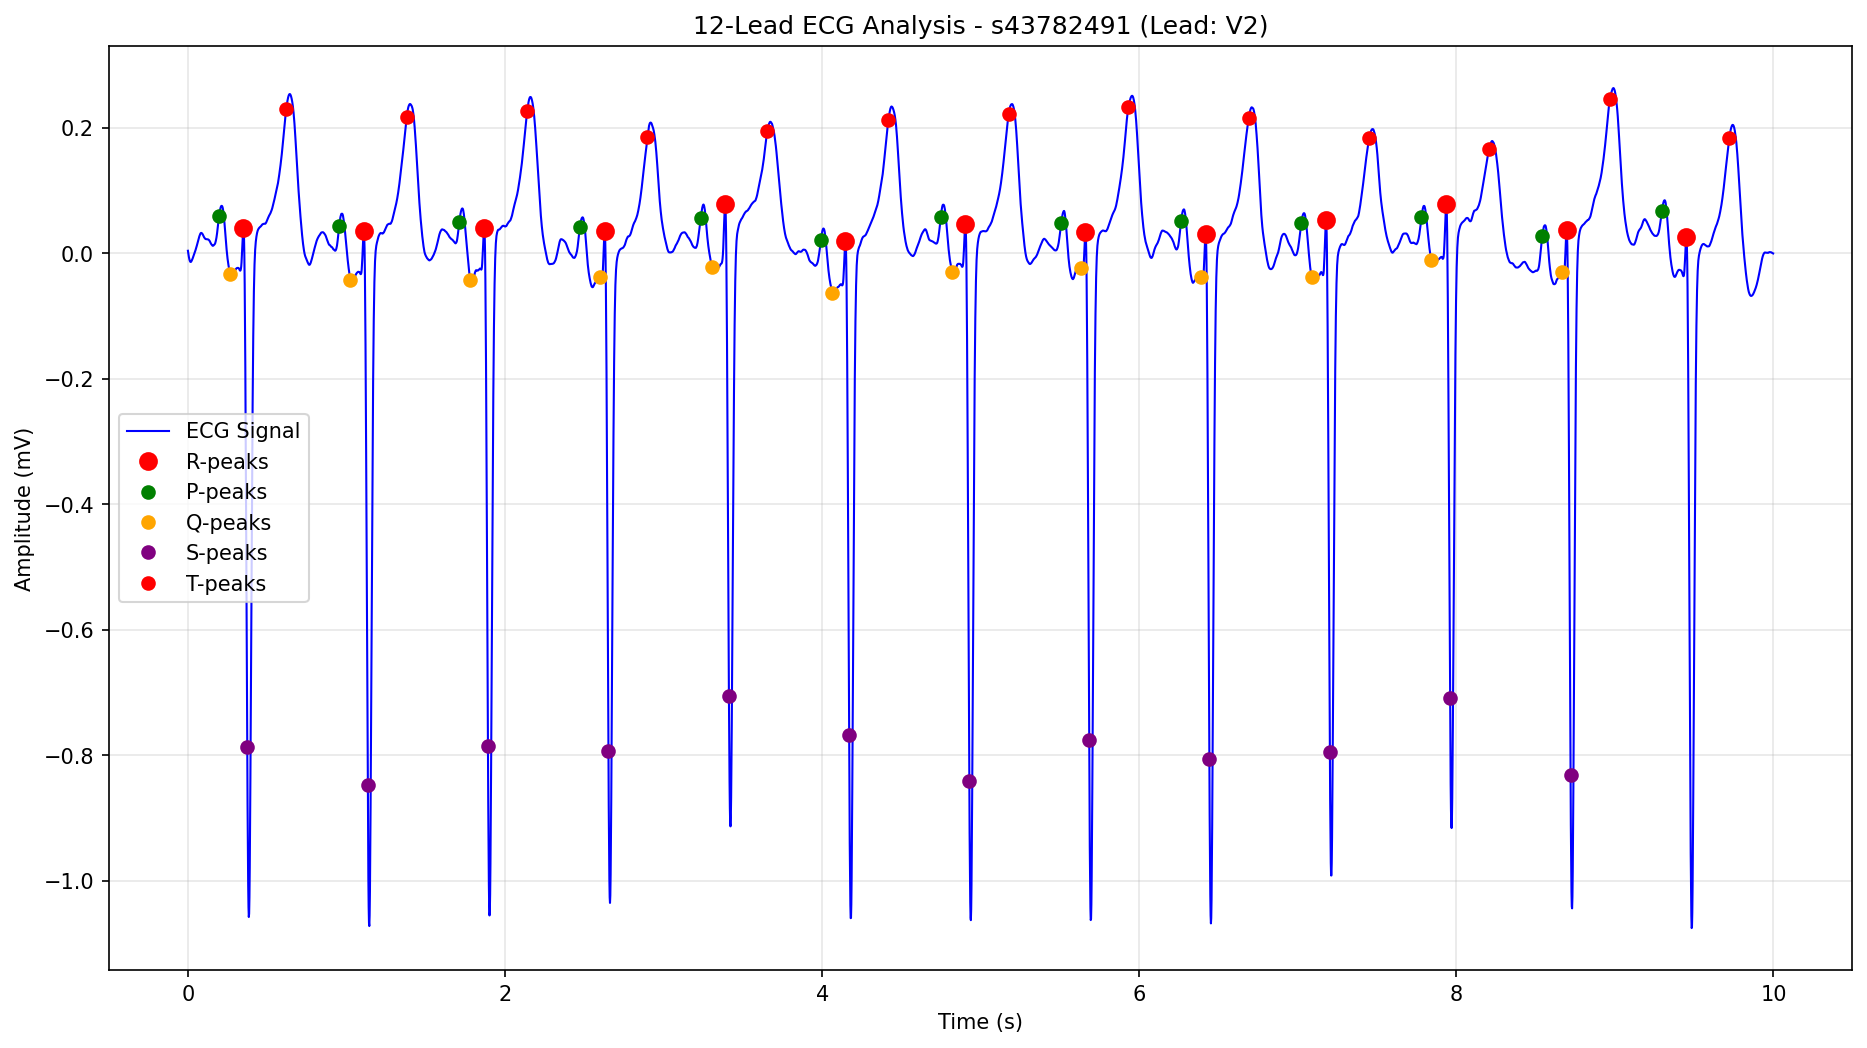 12-Lead ECG Analysis - s43782491 (Lead: V2)
Amplitude (mV)
0.2
0.0
−0.2
−0.4
−0.6
−0.8
−1.0
ECG Signal
R-peaks
P-peaks
Q-peaks
S-peaks
T-peaks
0 2 4 6 8 10
Time (s)